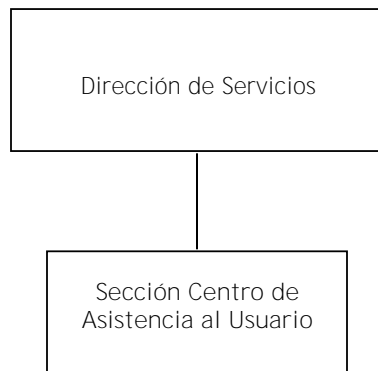 Dirección de Servicios
Sección Centro de
Asistencia al Usuario